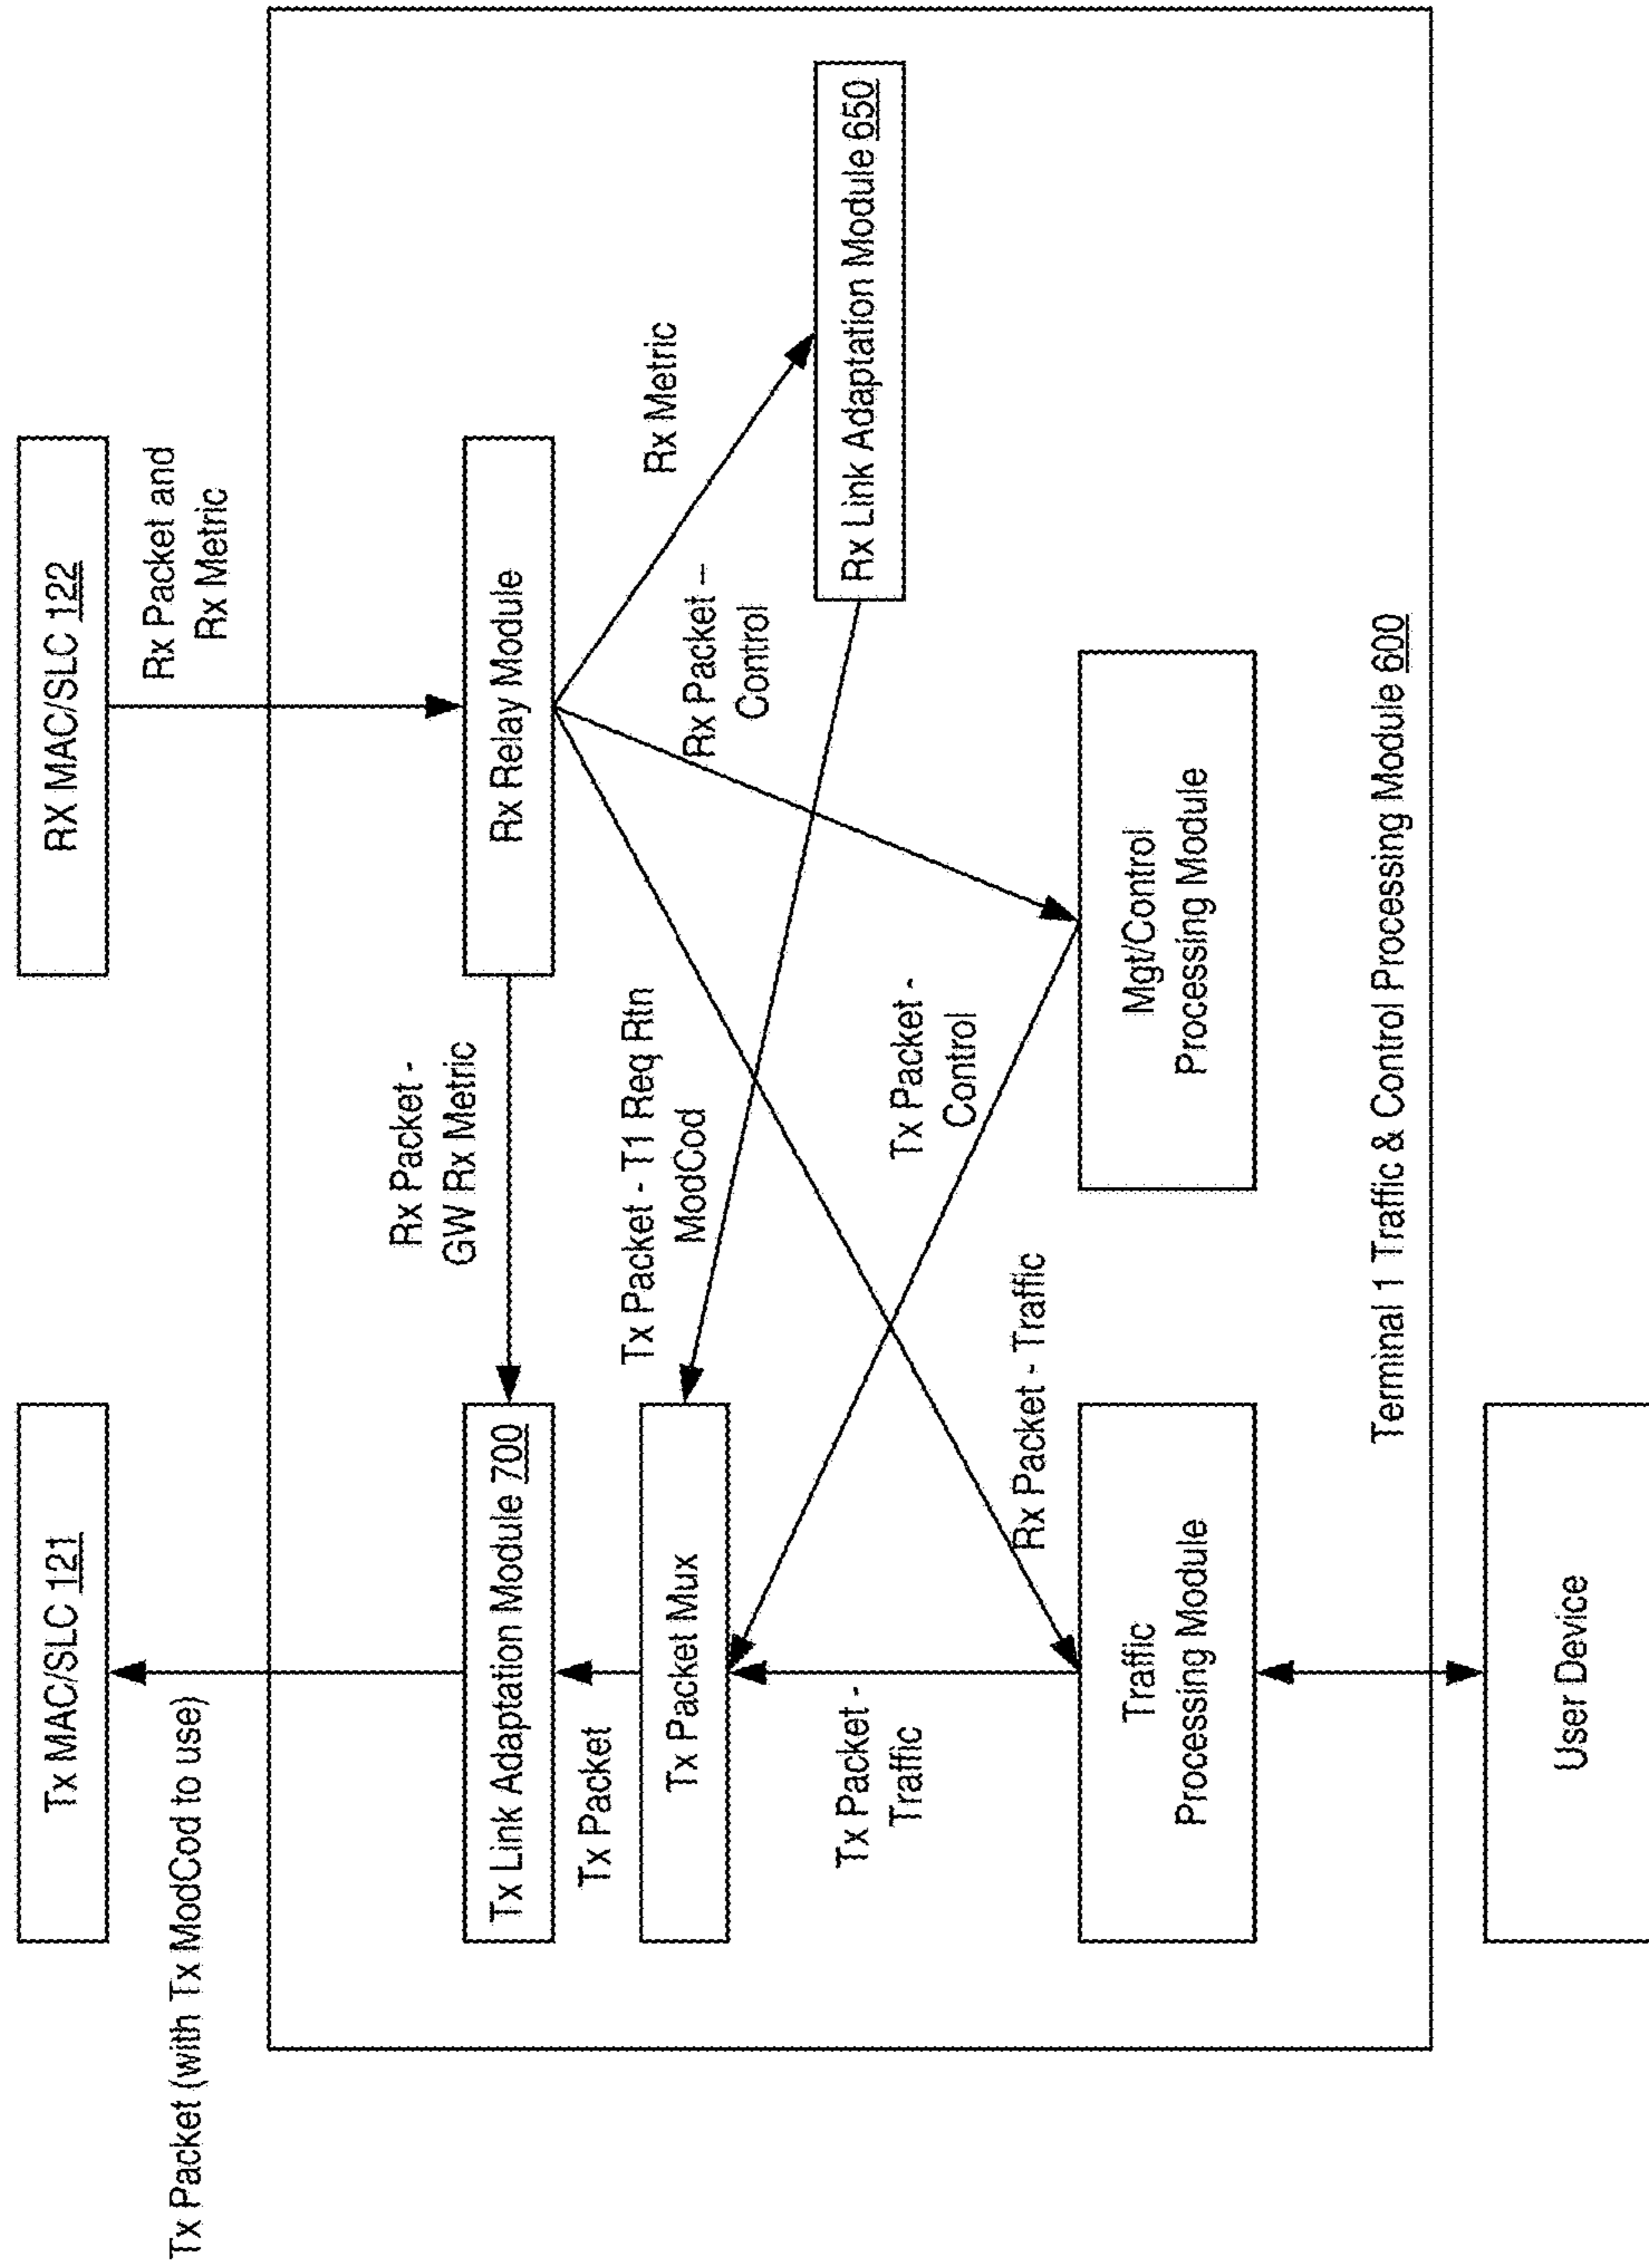 Tx MAC/SLC 121
RX MAC/SLC 122
Tx Packet (with Tx ModCod to use)
Rx Packet and
Rx Metric
Tx Link Adaptation Module 700
Rx Packet -
GW Rx Metric
Rx Relay Module
Tx Packet
Tx Packet Mux
Tx Packet - T1 Req Rtn
ModCod
Rx Packet –
Control
Rx Metric
Rx Link Adaptation Module 650
Tx Packet -
Traffic
Tx Packet -
Control
Rx Packet - Traffic
Traffic
Processing Module
Mgt/Control
Processing Module
Terminal 1 Traffic & Control Processing Module 600
User Device